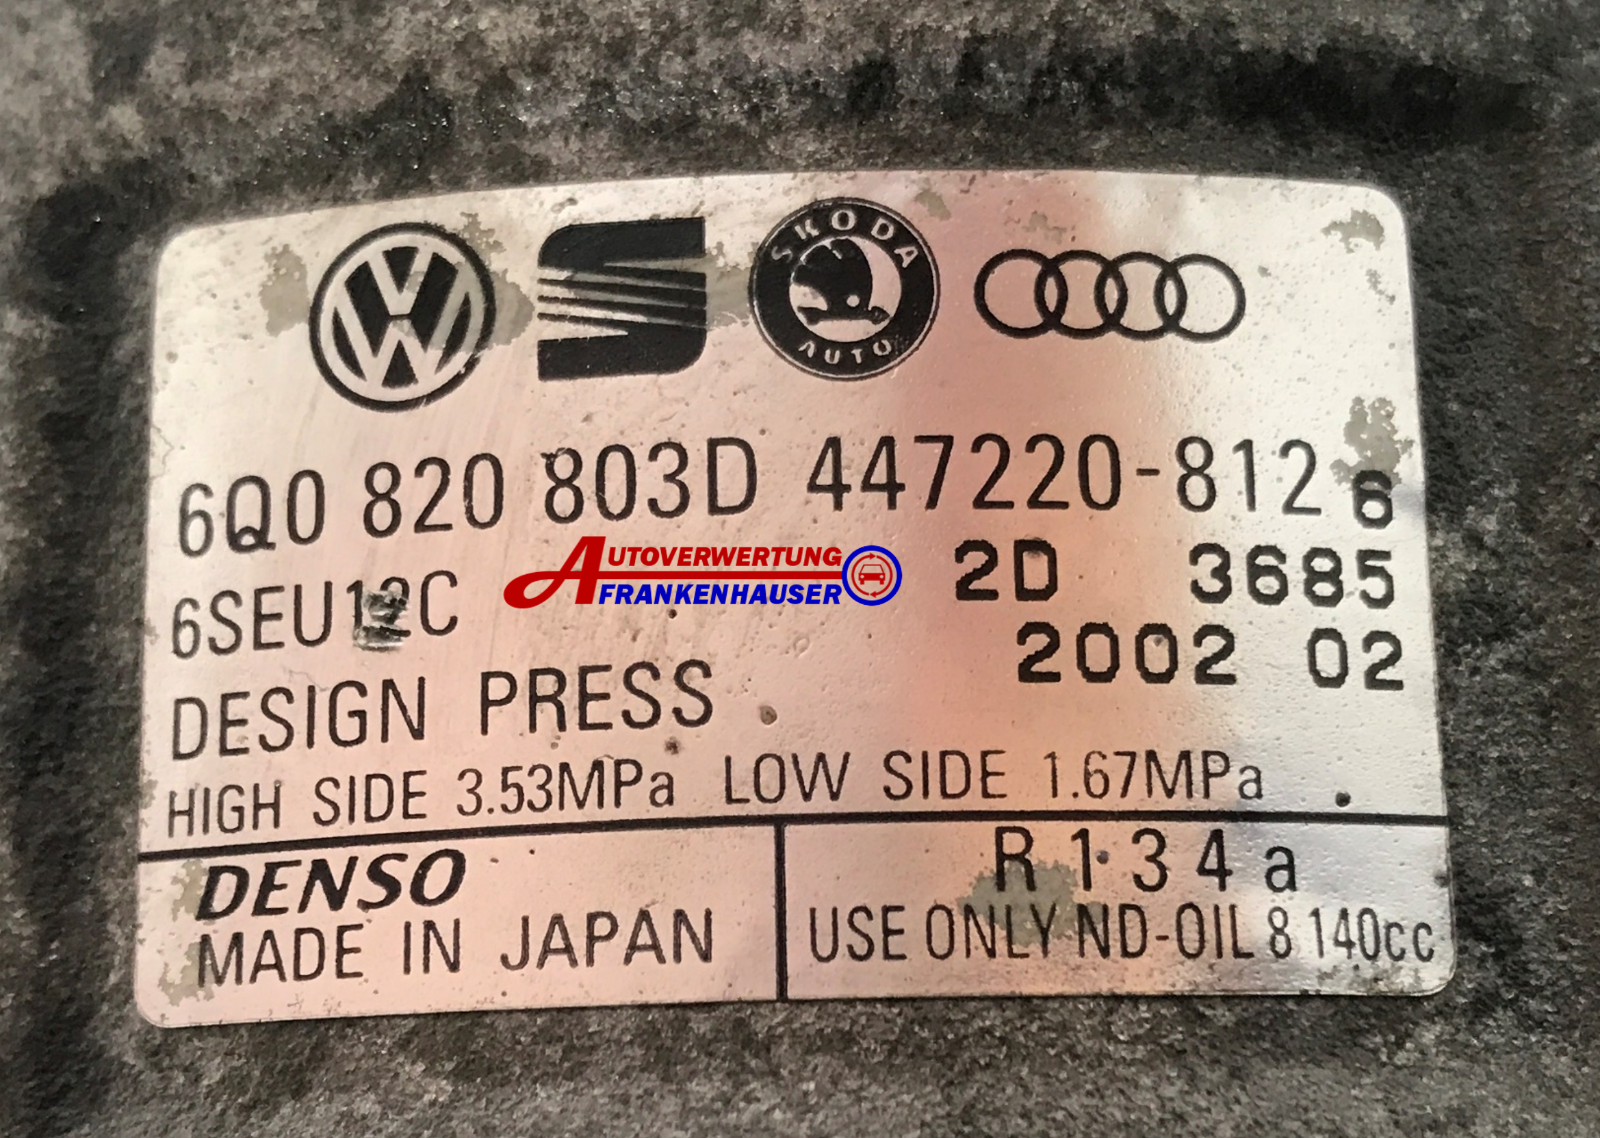 SKODA
AUTO
6Q0 820 803D 447220-8126
6SEU12C
AUTOVERWERTUNG
FRANKENHAUSER
2D 3685
2002 02
DESIGN PRESS
HIGH SIDE 3.53MPa LOW SIDE 1.67MPa
DENSO
MADE IN JAPAN
R134a
USE ONLY ND-OIL 8 140cc